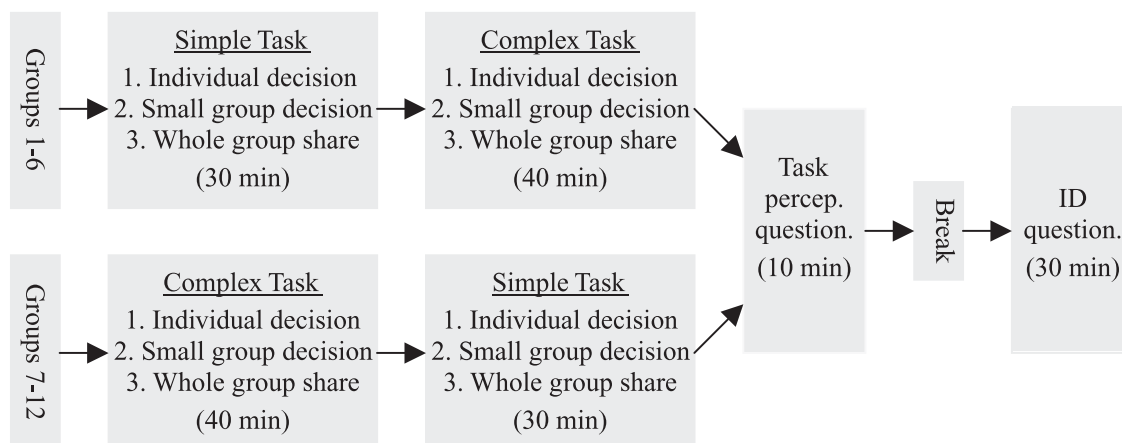 Groups 1-6
Simple Task
1. Individual decision
2. Small group decision
3. Whole group share
(30 min)
Complex Task
1. Individual decision
2. Small group decision
3. Whole group share
(40 min)
Groups 7-12
Complex Task
1. Individual decision
2. Small group decision
3. Whole group share
(40 min)
Simple Task
1. Individual decision
2. Small group decision
3. Whole group share
(30 min)
Task
percep.
question.
(10 min)
Break
ID
question.
(30 min)